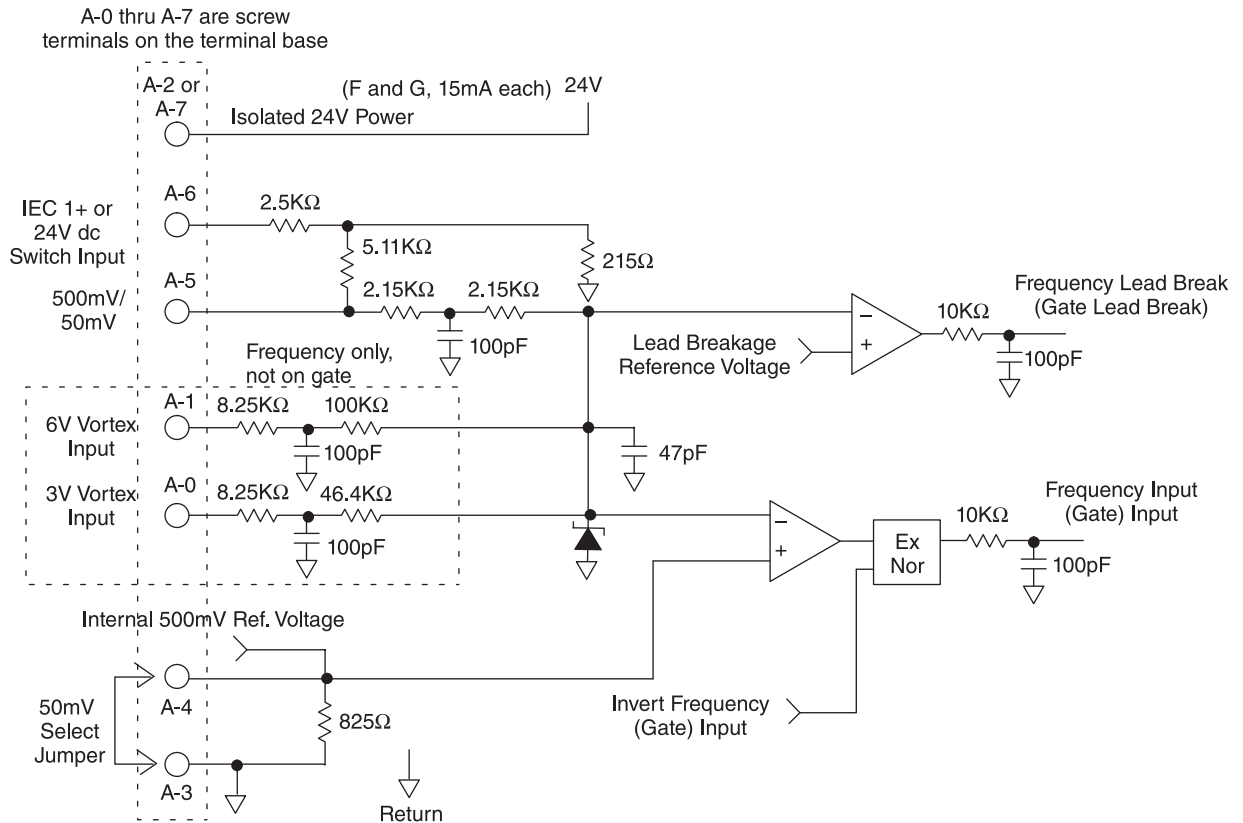 A-0 thru A-7 are screw
terminals on the terminal base
A-2 or
A-7
(F and G, 15mA each)
24V
Isolated 24V Power
A-6
IEC 1+ or
24V dc
Switch Input
2.5KΩ
5.11KΩ
215Ω
A-5
500mV/
50mV
2.15KΩ
2.15KΩ
100pF
Lead Breakage
Reference Voltage
−
+
10KΩ
100pF
Frequency Lead Break
(Gate Lead Break)
Frequency only,
not on gate
A-1
6V Vortex
Input
8.25KΩ
100KΩ
100pF
47pF
A-0
3V Vortex
Input
8.25KΩ
46.4KΩ
100pF
−
+
Ex
Nor
10KΩ
100pF
Frequency Input
(Gate) Input
Internal 500mV Ref. Voltage
A-4
50mV
Select
Jumper
825Ω
A-3
Return
Invert Frequency
(Gate) Input